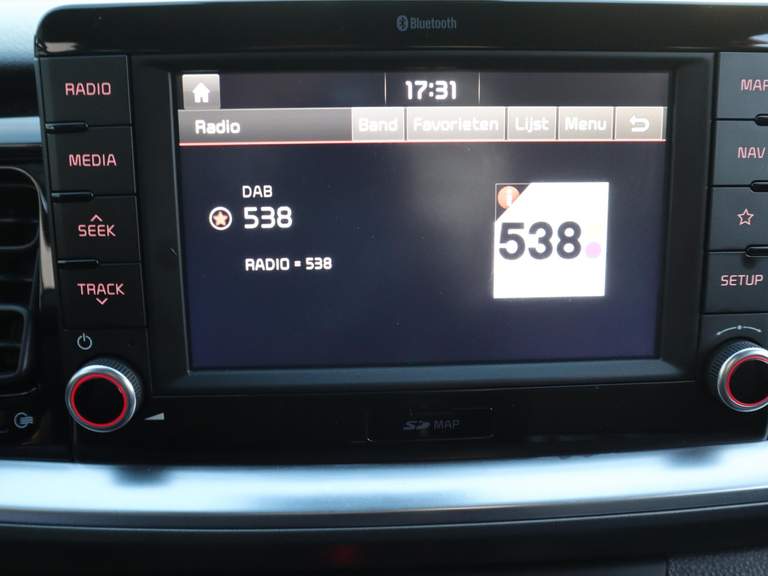 Bluetooth
RADIO
MEDIA
SEEK
TRACK
17:31
Radio Band Favorieten Lijst Menu
DAB
538
RADIO = 538
538
MAP
NAV
SETUP
SD MAP